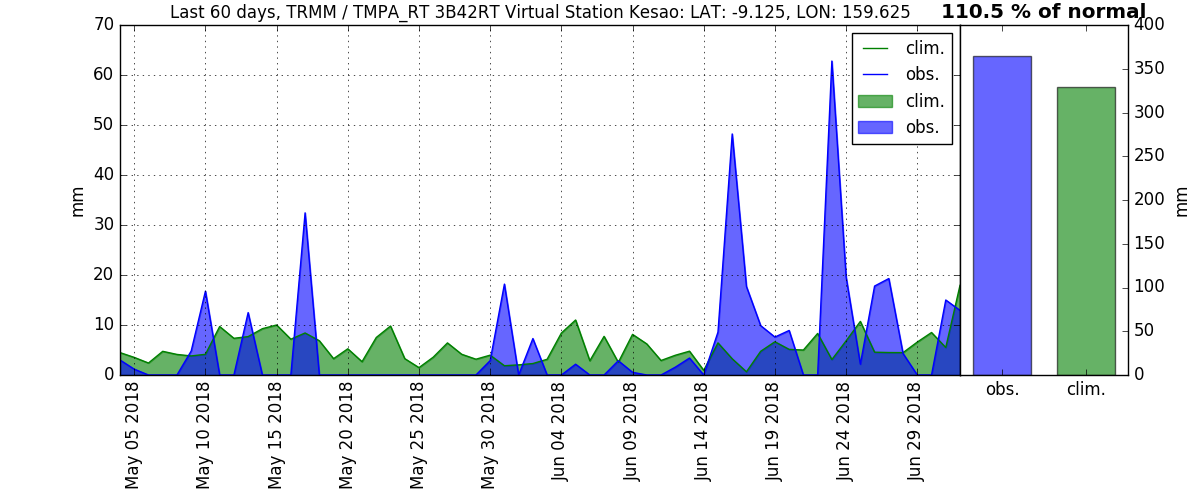 Last 60 days, TRMM / TMPA_RT 3B42RT Virtual Station Kesao: LAT: -9.125, LON: 159.625
110.5 % of normal
70
60
50
40
30
20
10
0
mm
clim.
obs.
clim.
obs.
May 05 2018
May 10 2018
May 15 2018
May 20 2018
May 25 2018
May 30 2018
Jun 04 2018
Jun 09 2018
Jun 14 2018
Jun 19 2018
Jun 24 2018
Jun 29 2018
400
350
300
250
200
150
100
50
0
mm
obs.
clim.